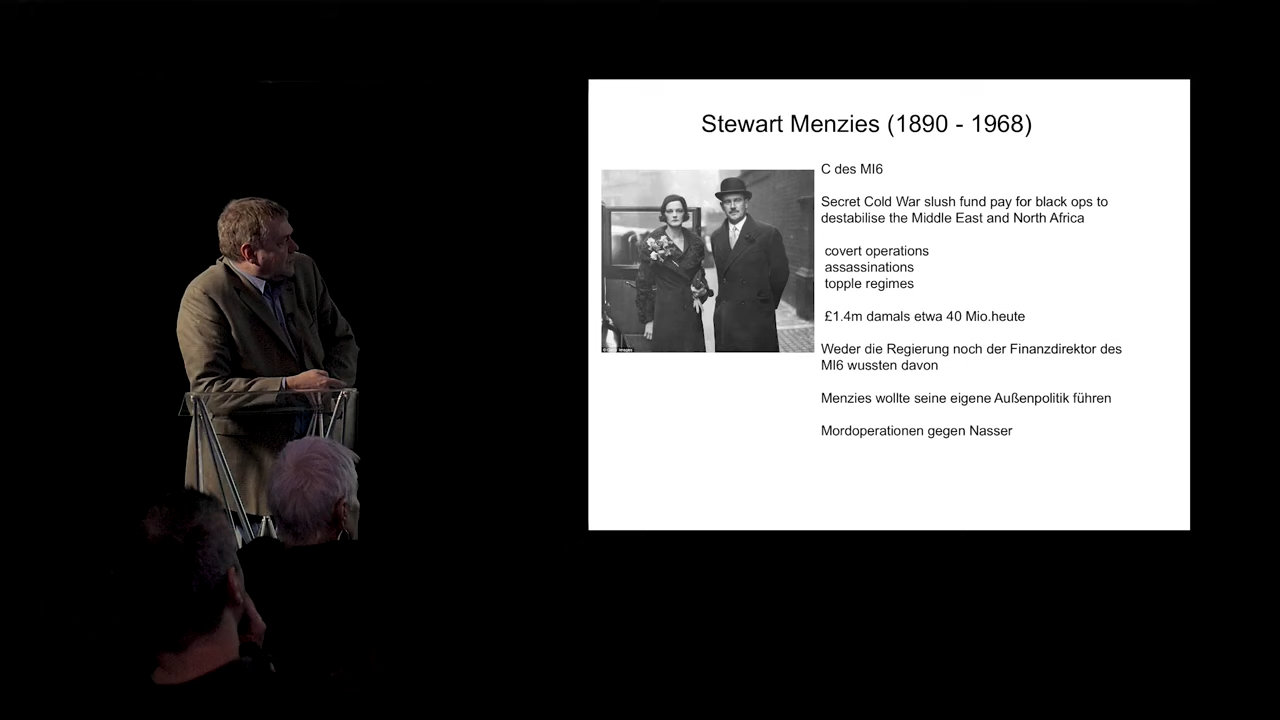 Stewart Menzies (1890 - 1968)
C des MI6
Secret Cold War slush fund pay for black ops to
destabilise the Middle East and North Africa
covert operations
assassinations
topple regimes
£1.4m damals etwa 40 Mio.heute
Weder die Regierung noch der Finanzdirektor des
MI6 wussten davon
Menzies wollte seine eigene Außenpolitik führen
Mordoperationen gegen Nasser